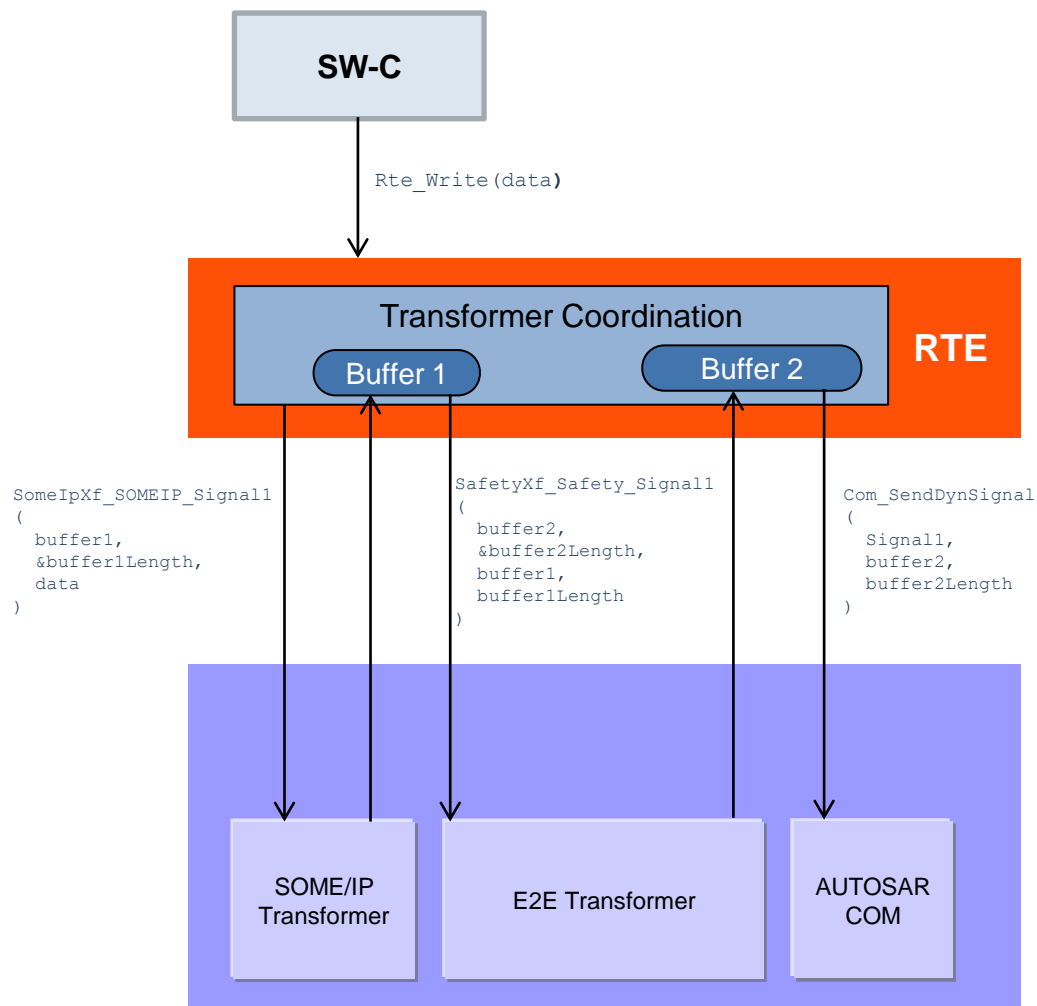 SW-C
Rte_Write(data)
Transformer Coordination
Buffer 1
Buffer 2
RTE
SomeIpXf_SOMEIP_Signal1
(
buffer1,
&buffer1Length,
data
)
SafetyXf_Safety_Signal1
(
buffer2,
&buffer2Length,
buffer1,
buffer1Length
)
Com_SendDynSignal
(
Signal1,
buffer2,
buffer2Length
)
SOME/IP
Transformer
E2E Transformer
AUTOSAR
COM